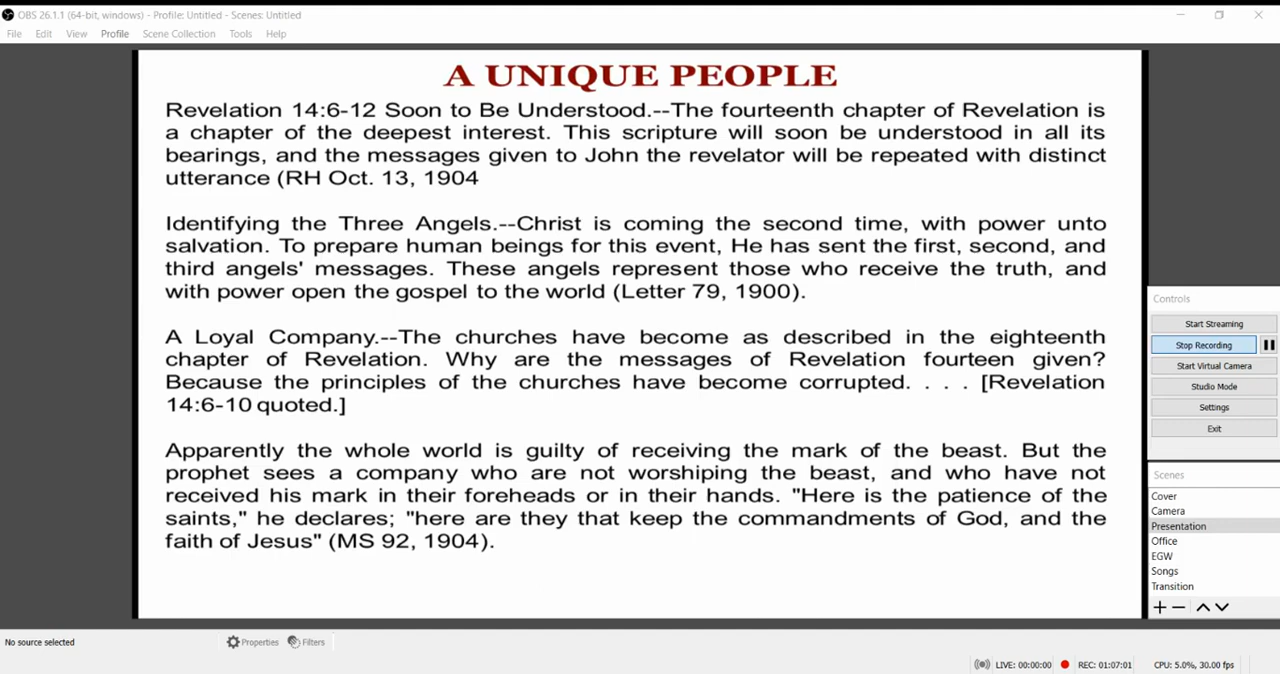 OBS 26.1.1 (64-bit, windows) - Profile: Untitled - Scenes: Untitled
File Edit View Profile Scene Collection Tools Help
A UNIQUE PEOPLE
Revelation 14:6-12 Soon to Be Understood.--The fourteenth chapter of Revelation is
a chapter of the deepest interest. This scripture will soon be understood in all its
bearings, and the messages given to John the revelator will be repeated with distinct
utterance (RH Oct. 13, 1904
Identifying the Three Angels.--Christ is coming the second time, with power unto
salvation. To prepare human beings for this event, He has sent the first, second, and
third angels' messages. These angels represent those who receive the truth, and
with power open the gospel to the world (Letter 79, 1900).
A Loyal Company.--The churches have become as described in the eighteenth
chapter of Revelation. Why are the messages of Revelation fourteen given?
Because the principles of the churches have become corrupted. . . . [Revelation
14:6-10 quoted.]
Apparently the whole world is guilty of receiving the mark of the beast. But the
prophet sees a company who are not worshiping the beast, and who have not
received his mark in their foreheads or in their hands. "Here is the patience of the
saints," he declares; "here are they that keep the commandments of God, and the
faith of Jesus" (MS 92, 1904).
Controls
Start Streaming
Stop Recording
Start Virtual Camera
Studio Mode
Settings
Exit
Scenes
Cover
Camera
Presentation
Office
EGW
Songs
Transition
No source selected Properties Filters
LIVE: 00:00:00 REC: 01:07:01 CPU: 5.0%, 30.00 fps